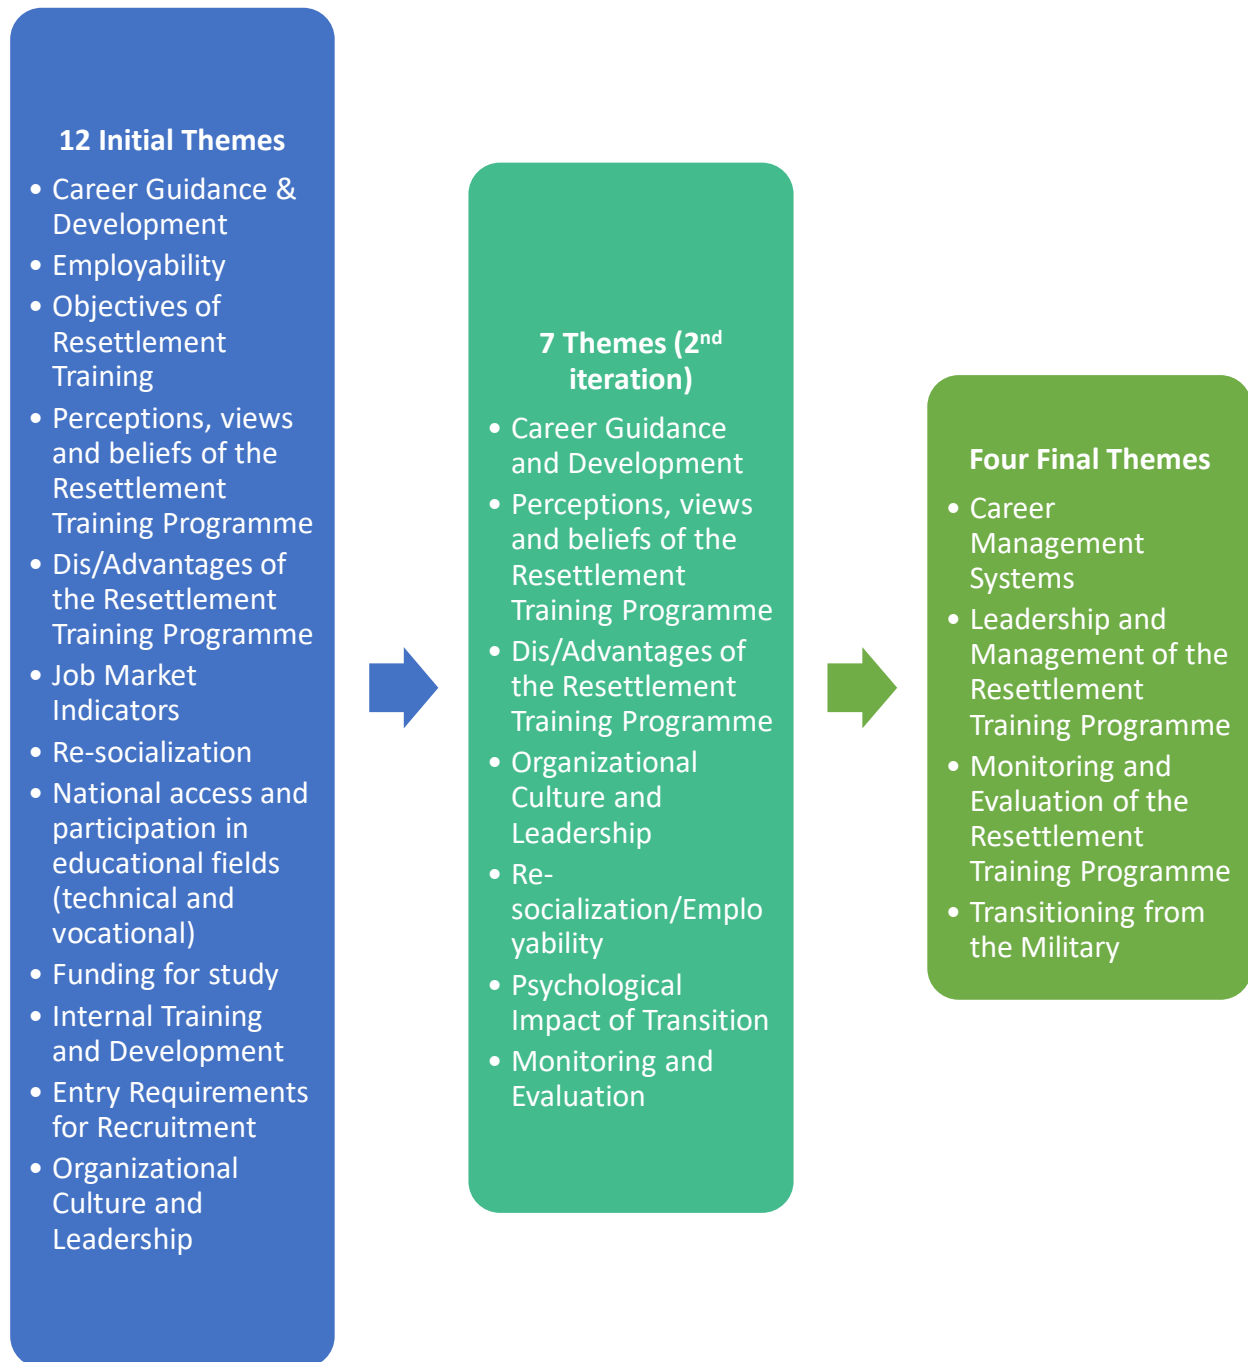 12 Initial Themes
• Career Guidance &
Development
• Employability
• Objectives of
Resettlement
Training
• Perceptions, views
and beliefs of the
Resettlement
Training Programme
• Dis/Advantages of
the Resettlement
Training Programme
• Job Market
Indicators
• Re-socialization
• National access and
participation in
educational fields
(technical and
vocational)
• Funding for study
• Internal Training
and Development
• Entry Requirements
for Recruitment
• Organizational
Culture and
Leadership
7 Themes (2nd
iteration)
• Career Guidance
and Development
• Perceptions, views
and beliefs of the
Resettlement
Training Programme
• Dis/Advantages of
the Resettlement
Training Programme
• Organizational
Culture and
Leadership
• Re-
socialization/Emplo
yability
• Psychological
Impact of Transition
• Monitoring and
Evaluation
Four Final Themes
• Career
Management
Systems
• Leadership and
Management of the
Resettlement
Training Programme
• Monitoring and
Evaluation of the
Resettlement
Training Programme
• Transitioning from
the Military